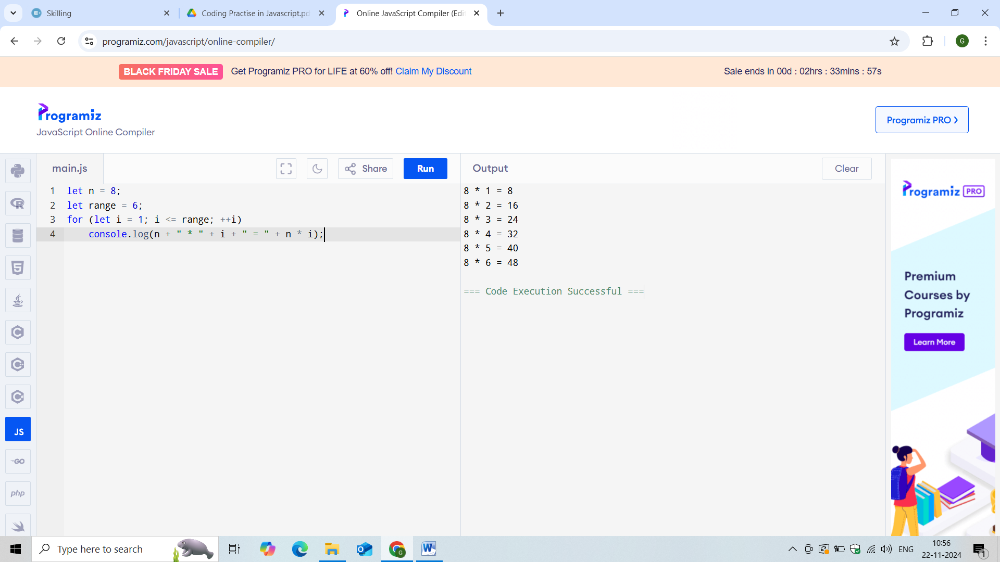 Skilling
Coding Practise in Javascript.pd
Online JavaScript Compiler (Edi
programiz.com/javascript/online-compiler/
G
BLACK FRIDAY SALE Get Programiz PRO for LIFE at 60% off! Claim My Discount
Sale ends in 00d : 02hrs : 33mins : 57s
Programiz
JavaScript Online Compiler
Programiz PRO
main.js
Share
Run
Output
Clear
1 let n = 8;
2 let range = 6;
3 for (let i = 1; i <= range; ++i)
4     console.log(n + " * " + i + " = " + n * i);
8 * 1 = 8
8 * 2 = 16
8 * 3 = 24
8 * 4 = 32
8 * 5 = 40
8 * 6 = 48
=== Code Execution Successful ===
JS
GO
php
Programiz PRO
Premium
Courses by
Programiz
Learn More
Type here to search
ENG
10:56
22-11-2024
1